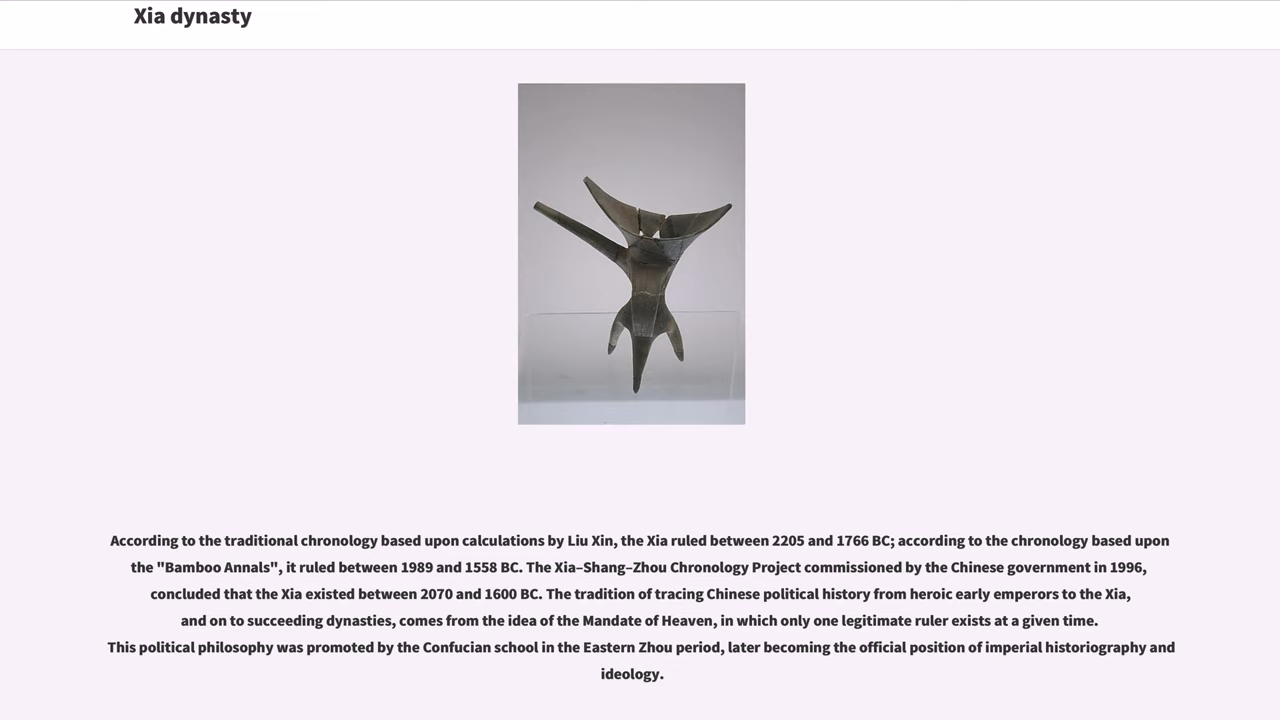 Xia dynasty
According to the traditional chronology based upon calculations by Liu Xin, the Xia ruled between 2205 and 1766 BC; according to the chronology based upon
the "Bamboo Annals", it ruled between 1989 and 1558 BC. The Xia–Shang–Zhou Chronology Project commissioned by the Chinese government in 1996,
concluded that the Xia existed between 2070 and 1600 BC. The tradition of tracing Chinese political history from heroic early emperors to the Xia,
and on to succeeding dynasties, comes from the idea of the Mandate of Heaven, in which only one legitimate ruler exists at a given time.
This political philosophy was promoted by the Confucian school in the Eastern Zhou period, later becoming the official position of imperial historiography and
ideology.